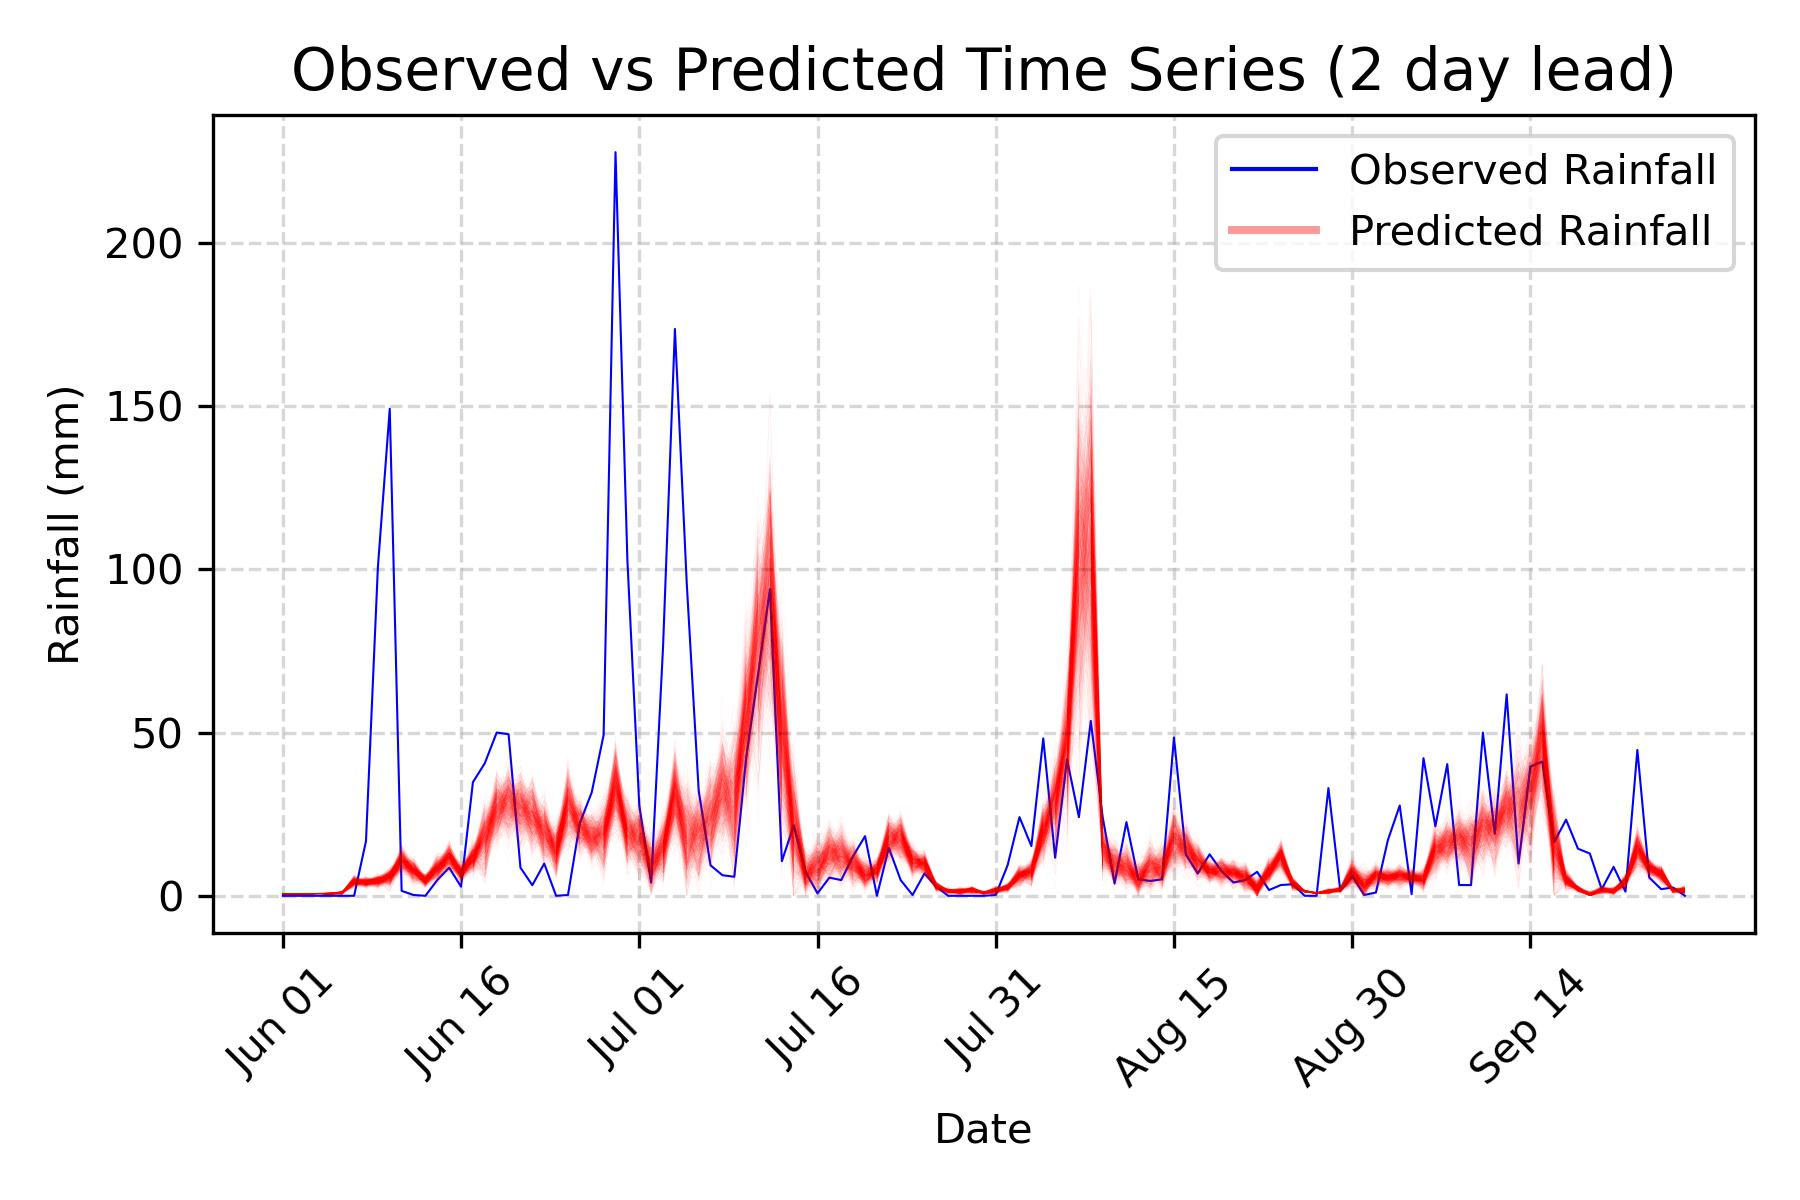 Observed vs Predicted Time Series (2 day lead)
Observed Rainfall
Predicted Rainfall
Rainfall (mm)
200
150
100
50
0
Jun 01
Jun 16
Jul 01
Jul 16
Jul 31
Aug 15
Aug 30
Sep 14
Date